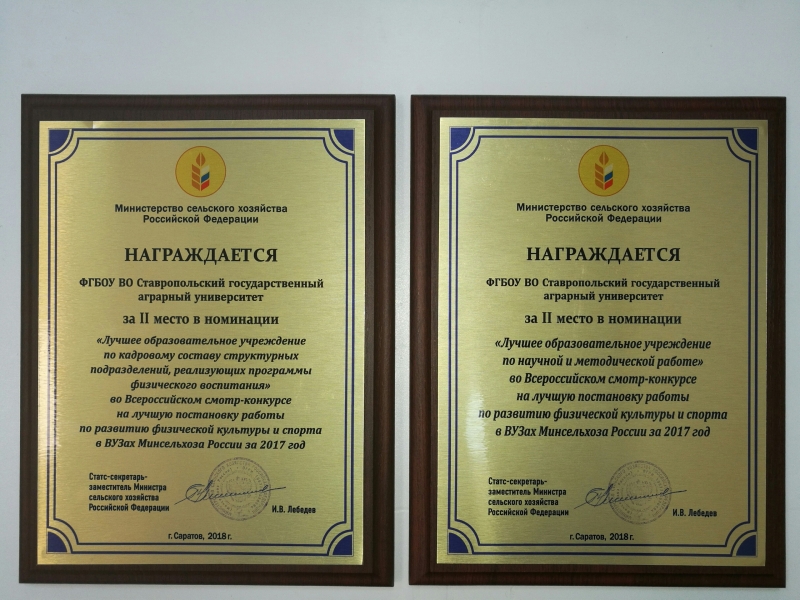 Министерство сельского хозяйства
Российской Федерации
НАГРАЖДАЕТСЯ
ФГБОУ ВО Ставропольский государственный
аграрный университет
за II место в номинации
«Лучшее образовательное учреждение
по кадровому составу структурных
подразделений, реализующих программы
физического воспитания»
во Всероссийском смотр-конкурсе
на лучшую постановку работы
по развитию физической культуры и спорта
в ВУЗах Минсельхоза России за 2017 год
Статс-секретарь-
заместитель Министра
сельского хозяйства
Российской Федерации
И.В. Лебедев
г. Саратов, 2018 г.
Министерство сельского хозяйства
Российской Федерации
НАГРАЖДАЕТСЯ
ФГБОУ ВО Ставропольский государственный
аграрный университет
за II место в номинации
«Лучшее образовательное учреждение
по научной и методической работе»
во Всероссийском смотр-конкурсе
на лучшую постановку работы
по развитию физической культуры и спорта
в ВУЗах Минсельхоза России за 2017 год
Статс-секретарь-
заместитель Министра
сельского хозяйства
Российской Федерации
И.В. Лебедев
г. Саратов, 2018 г.